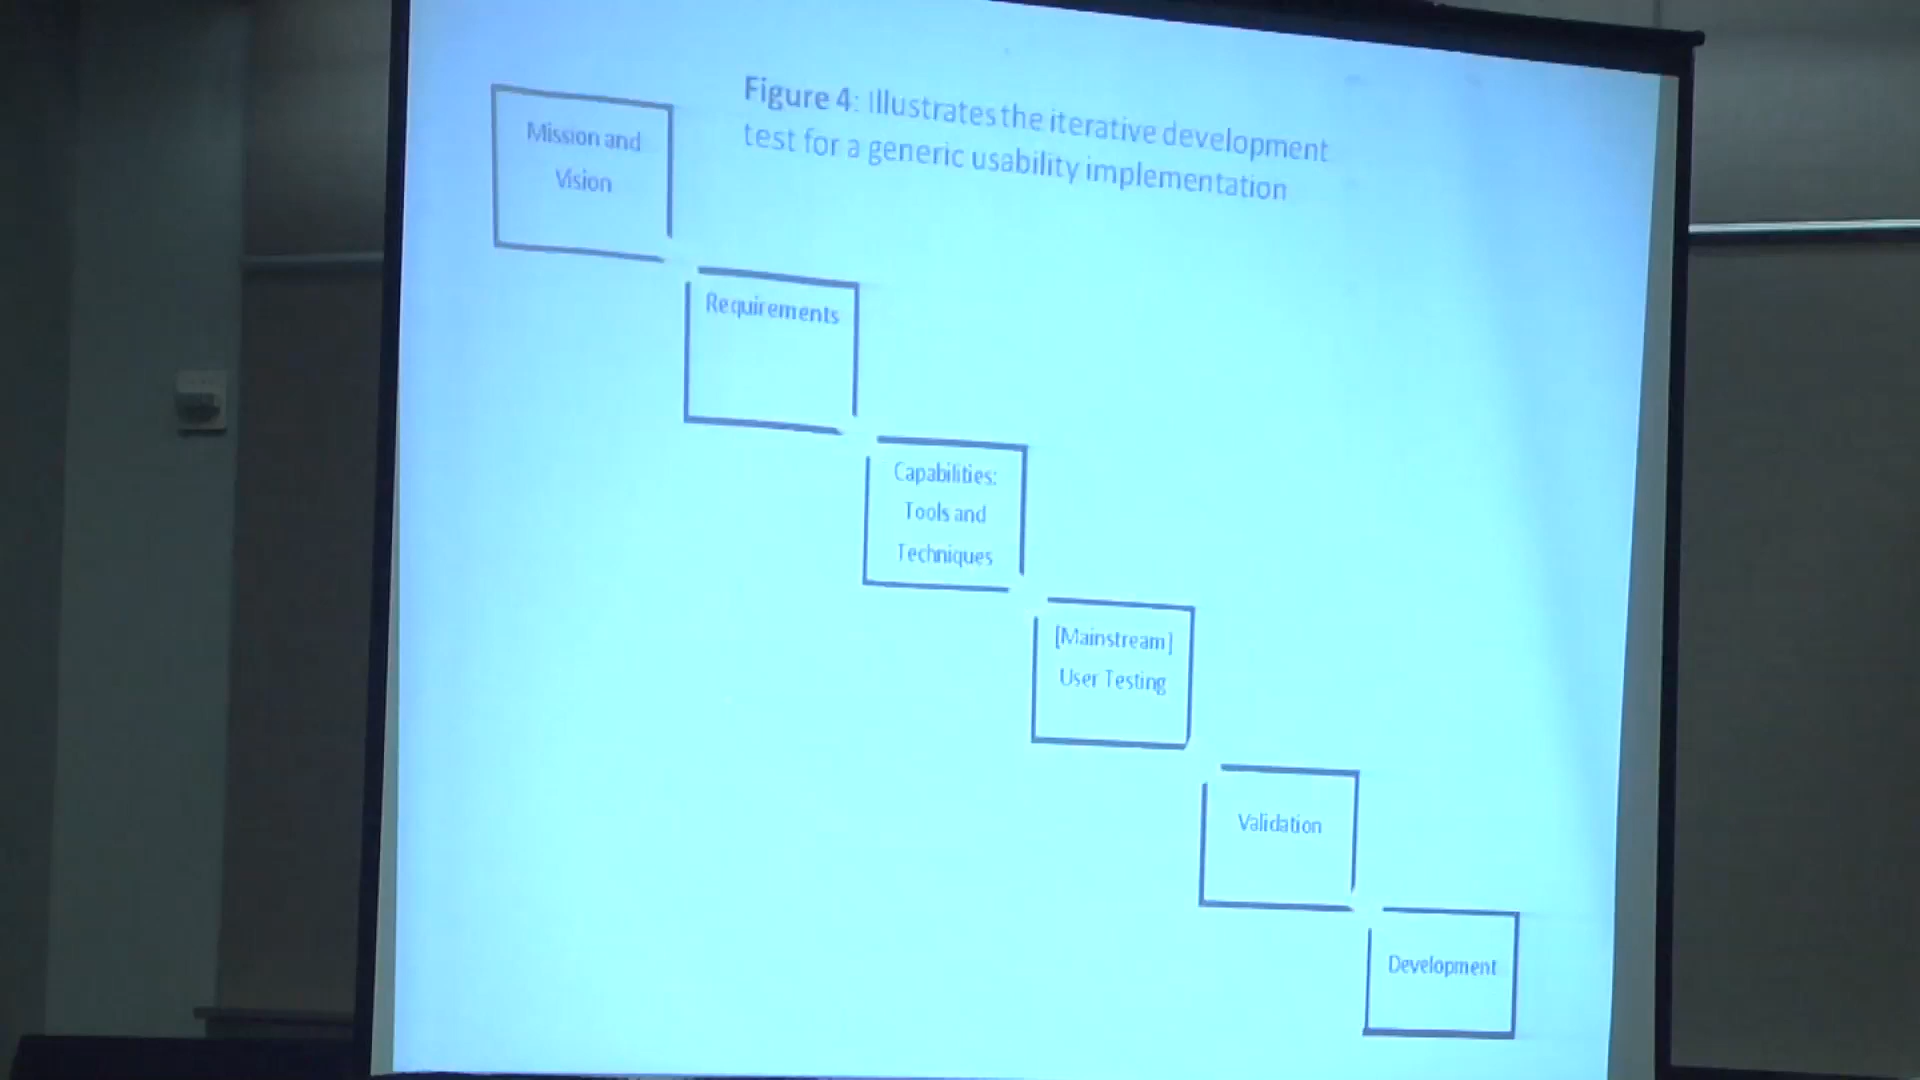 Figure 4: Illustrates the iterative development
test for a generic usability implementation
Mission and
Vision
Requirements
Capabilities:
Tools and
Techniques
[Mainstream]
User Testing
Validation
Development